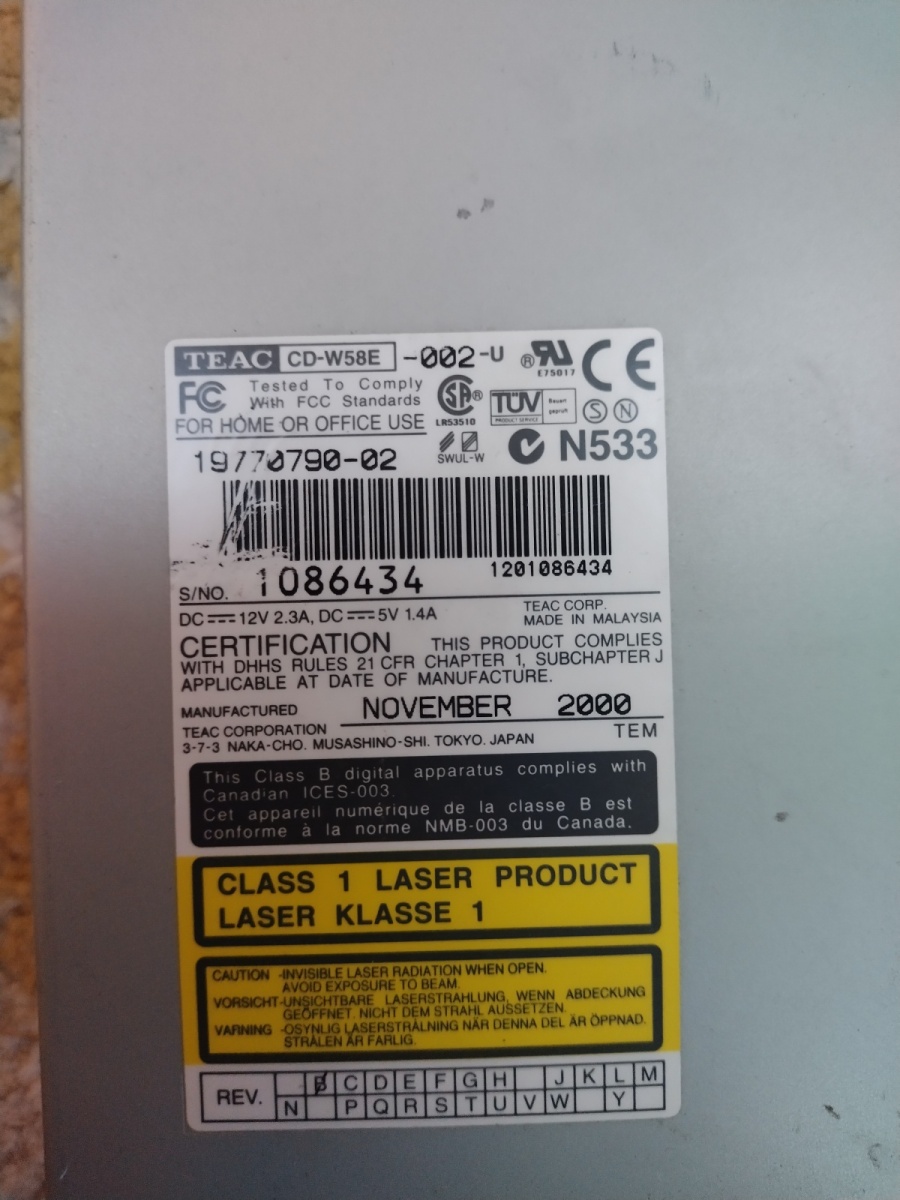 TEAC CD-W58E -002-U
E75017
FC Tested To Comply
With FCC Standards
FOR HOME OR OFFICE USE
LR53510
TÜV
PRODUCT SERVICE
Bauart
geprüft
S N
SWUL-W
N533
19770790-02
1201086434
S/NO. 1086434
DC 12V 2.3A, DC 5V 1.4A
TEAC CORP.
MADE IN MALAYSIA
CERTIFICATION THIS PRODUCT COMPLIES
WITH DHHS RULES 21 CFR CHAPTER 1, SUBCHAPTER J
APPLICABLE AT DATE OF MANUFACTURE.
MANUFACTURED NOVEMBER 2000
TEAC CORPORATION TEM
3-7-3 NAKA-CHO. MUSASHINO-SHI. TOKYO. JAPAN
This Class B digital apparatus complies with
Canadian ICES-003.
Cet appareil numérique de la classe B est
conforme à la norme NMB-003 du Canada.
CLASS 1 LASER PRODUCT
LASER KLASSE 1
CAUTION -INVISIBLE LASER RADIATION WHEN OPEN.
AVOID EXPOSURE TO BEAM.
VORSICHT-UNSICHTBARE LASERSTRAHLUNG, WENN ABDECKUNG
GEÖFFNET. NICHT DEM STRAHL AUSSETZEN.
VARNING -OSYNLIG LASERSTRÅLNING NÄR DENNA DEL ÄR ÖPPNAD.
STRÅLEN ÄR FARLIG.
REV. B C D E F G H J K L M
N P Q R S T U V W Y